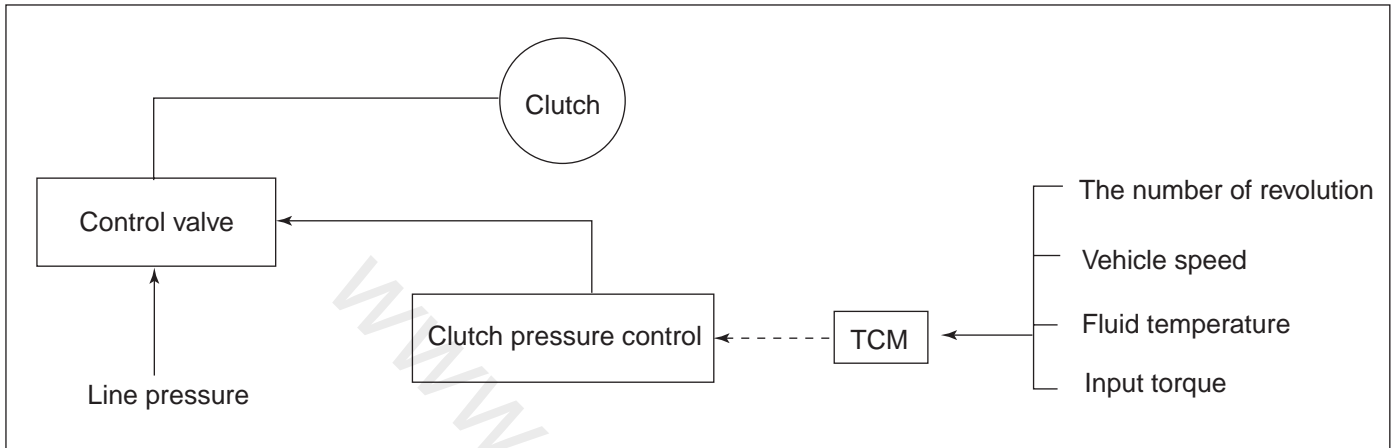 Clutch
Control valve
The number of revolution
Vehicle speed
Fluid temperature
Input torque
Clutch pressure control
TCM
Line pressure
www